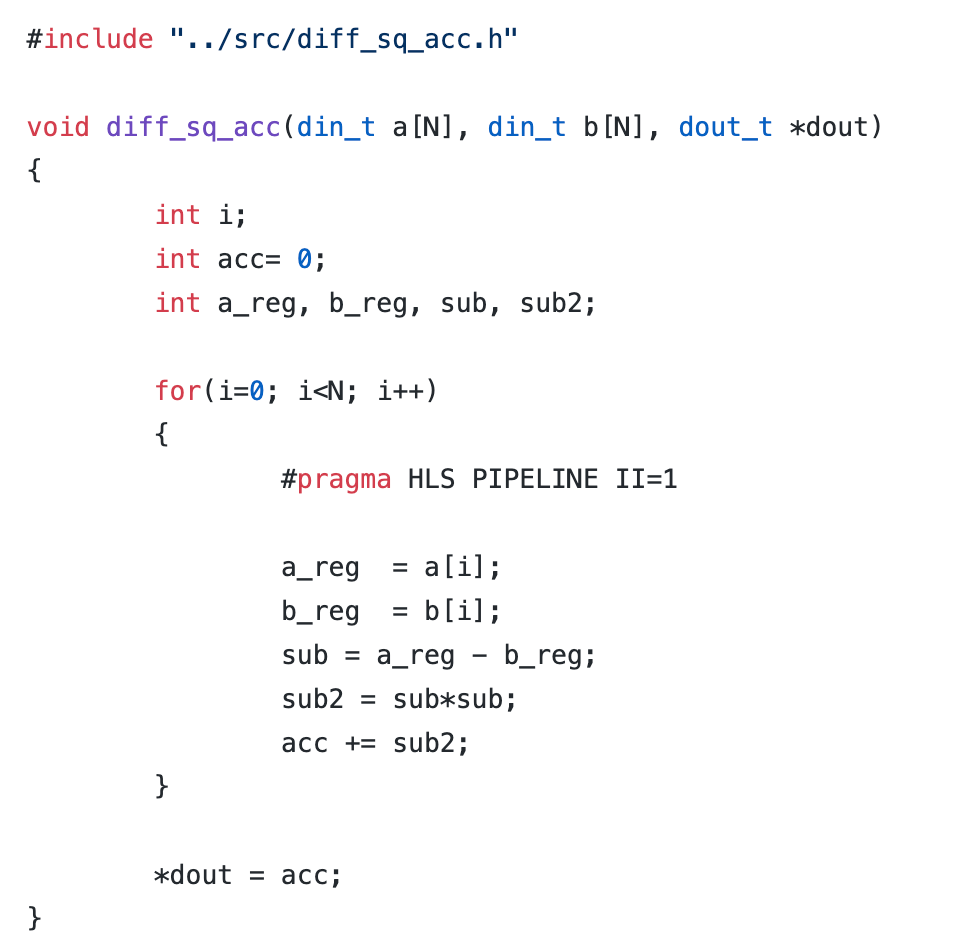 #include "../src/diff_sq_acc.h"
void diff_sq_acc(din_t a[N], din_t b[N], dout_t *dout)
{
int i;
int acc= 0;
int a_reg, b_reg, sub, sub2;
for(i=0; i<N; i++)
{
#pragma HLS PIPELINE II=1
a_reg  = a[i];
b_reg  = b[i];
sub = a_reg - b_reg;
sub2 = sub*sub;
acc += sub2;
}
*dout = acc;
}